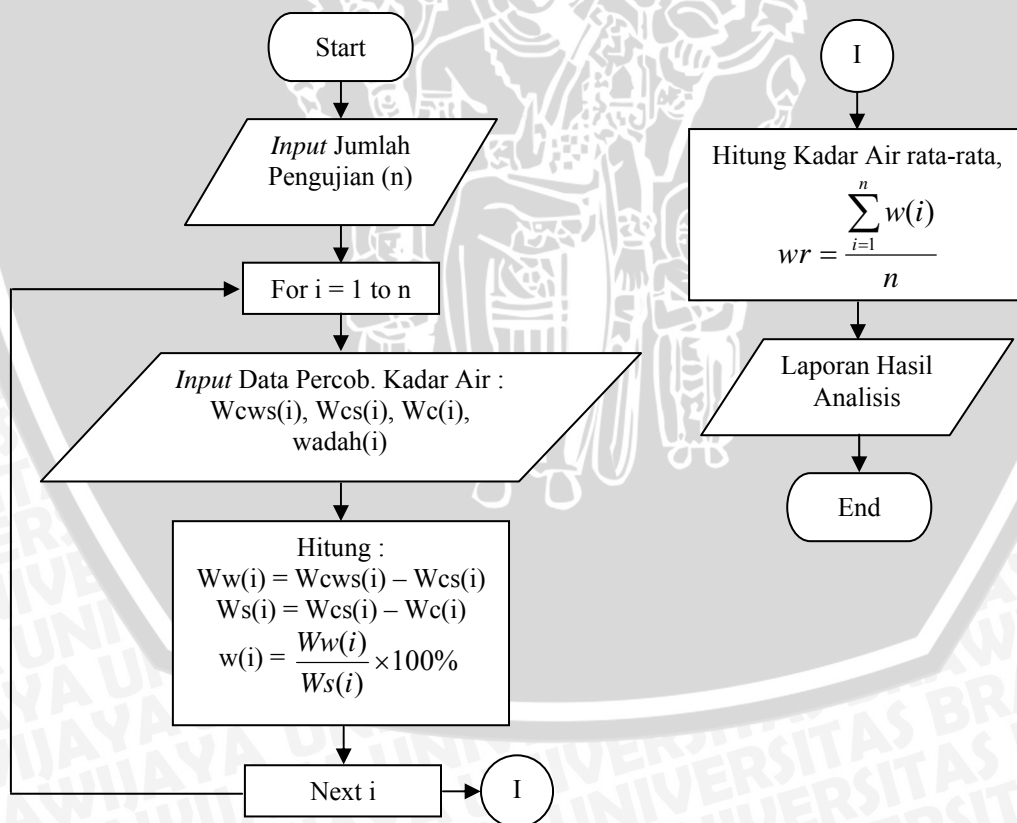 Start
Input Jumlah
Pengujian (n)
For i = 1 to n
Input Data Percob. Kadar Air :
Wcws(i), Wcs(i), Wc(i),
wadah(i)
Hitung :
Ww(i) = Wcws(i) – Wcs(i)
Ws(i) = Wcs(i) – Wc(i)
w(i) = Ww(i) / Ws(i) ×100%
Next i
I
I
Hitung Kadar Air rata-rata,
wr = ∑_{i=1}^{n} w(i) / n
Laporan Hasil
Analisis
End